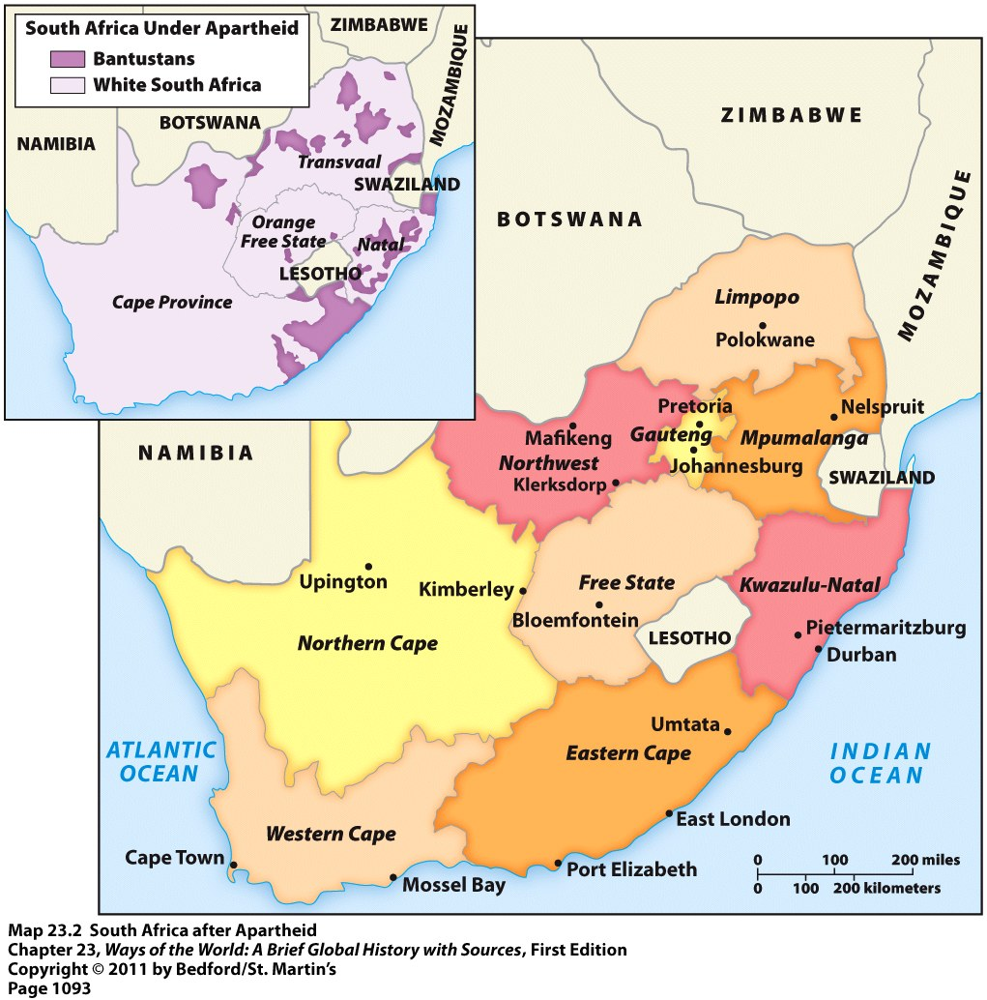 South Africa Under Apartheid
Bantustans
White South Africa
ZIMBABWE
MOZAMBIQUE
BOTSWANA
NAMIBIA
Transvaal
SWAZILAND
Orange
Free State
Natal
LESOTHO
Cape Province
ZIMBABWE
BOTSWANA
MOZAMBIQUE
Limpopo
Polokwane
Pretoria
Nelspruit
Mafikeng
Gauteng
Mpumalanga
NAMIBIA
Northwest
Johannesburg
Klerksdorp
SWAZILAND
Upington
Kimberley
Free State
Kwazulu-Natal
Bloemfontein
Pietermaritzburg
Northern Cape
LESOTHO
Durban
Umtata
ATLANTIC
OCEAN
Eastern Cape
INDIAN
OCEAN
East London
Western Cape
Cape Town
Port Elizabeth
Mossel Bay
0 100 200 miles
0 100 200 kilometers
Map 23.2 South Africa after Apartheid
Chapter 23, Ways of the World: A Brief Global History with Sources, First Edition
Copyright © 2011 by Bedford/St. Martin's
Page 1093